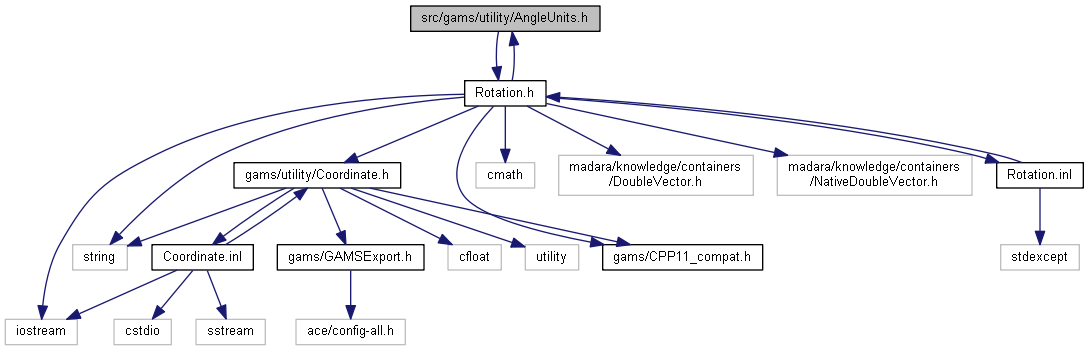 src/gams/utility/AngleUnits.h
Rotation.h
gams/utility/Coordinate.h
cmath
madara/knowledge/containers
/DoubleVector.h
madara/knowledge/containers
/NativeDoubleVector.h
Rotation.inl
string
Coordinate.inl
gams/GAMSExport.h
cfloat
utility
gams/CPP11_compat.h
stdexcept
iostream
cstdio
sstream
ace/config-all.h